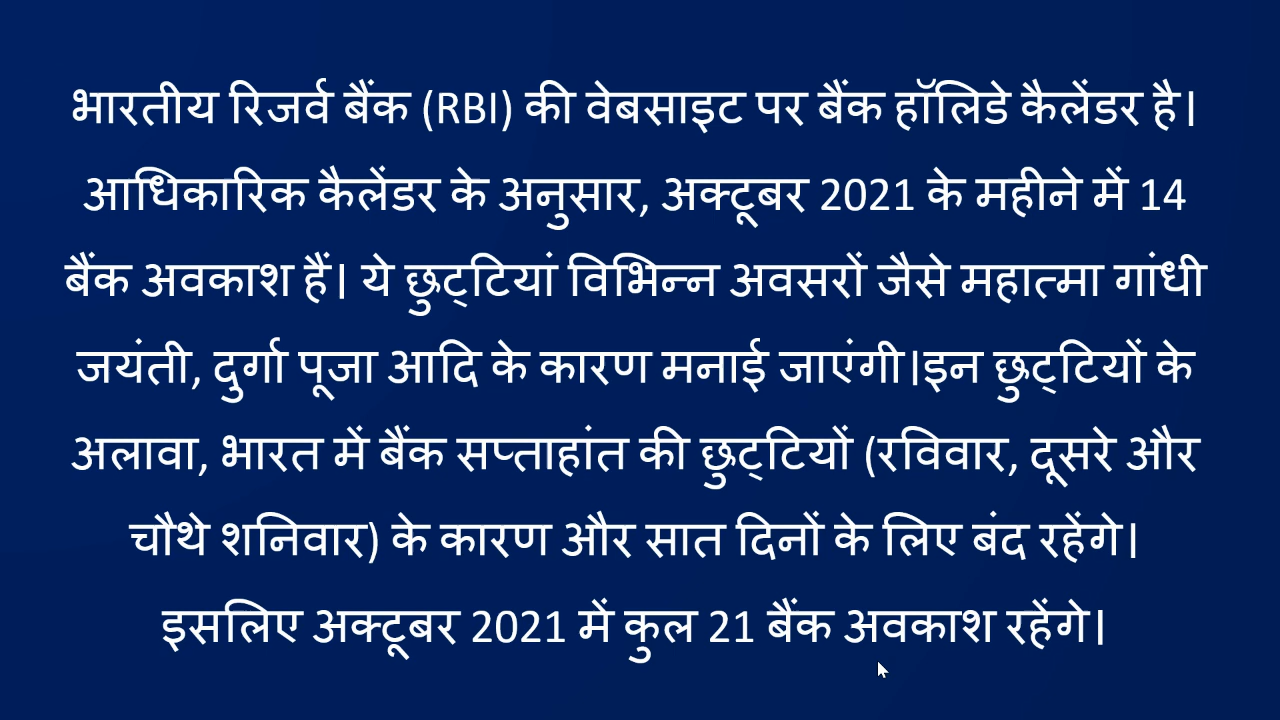 भारतीय रिजर्व बैंक (RBI) की वेबसाइट पर बैंक हॉलिडे कैलेंडर है।
आधिकारिक कैलेंडर के अनुसार, अक्टूबर 2021 के महीने में 14
बैंक अवकाश हैं। ये छुट्टियां विभिन्न अवसरों जैसे महात्मा गांधी
जयंती, दुर्गा पूजा आदि के कारण मनाई जाएंगी।इन छुट्टियों के
अलावा, भारत में बैंक सप्ताहांत की छुट्टियों (रविवार, दूसरे और
चौथे शनिवार) के कारण और सात दिनों के लिए बंद रहेंगे।
इसलिए अक्टूबर 2021 में कुल 21 बैंक अवकाश रहेंगे।